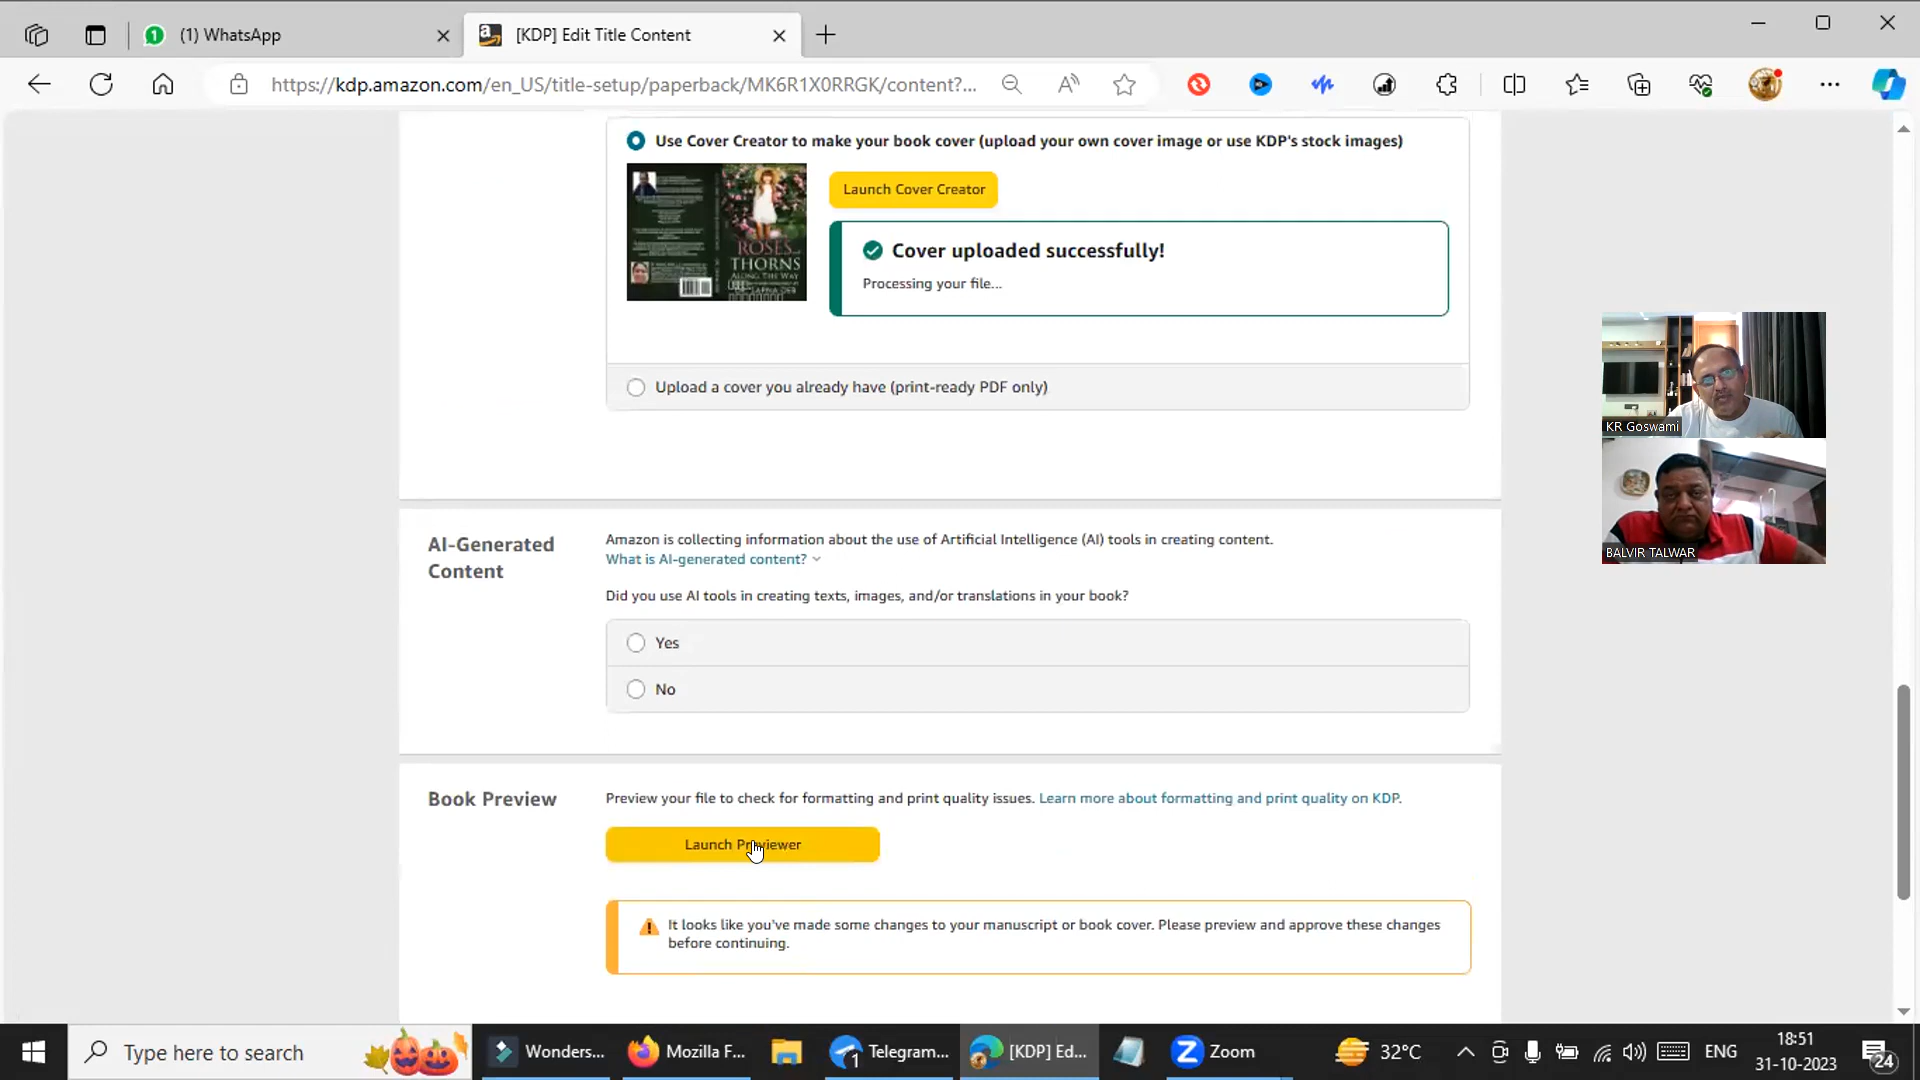 (1) WhatsApp
[KDP] Edit Title Content
https://kdp.amazon.com/en_US/title-setup/paperback/MK6R1X0RRGK/content?...
Use Cover Creator to make your book cover (upload your own cover image or use KDP's stock images)
Launch Cover Creator
Cover uploaded successfully!
Processing your file...
ROSES
THORNS
ALONG THE WAY
Upload a cover you already have (print-ready PDF only)
KR Goswami
BALVIR TALWAR
AI-Generated
Content
Amazon is collecting information about the use of Artificial Intelligence (AI) tools in creating content.
What is AI-generated content?
Did you use AI tools in creating texts, images, and/or translations in your book?
Yes
No
Book Preview
Preview your file to check for formatting and print quality issues. Learn more about formatting and print quality on KDP.
Launch Previewer
It looks like you've made some changes to your manuscript or book cover. Please preview and approve these changes
before continuing.
Type here to search
Wonders...
Mozilla F...
1
Telegram...
[KDP] Ed...
Zoom
32°C
ENG
18:51
31-10-2023
24